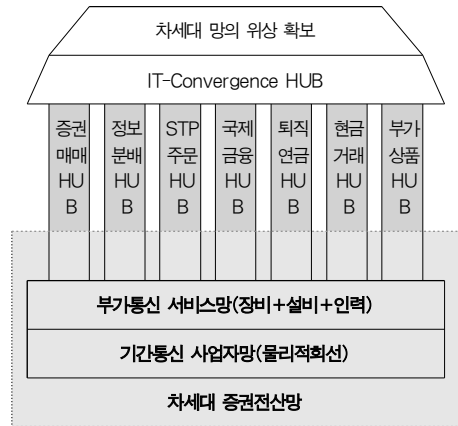 차세대 망의 위상 확보
IT-Convergence HUB
증권
매매
HU
B
정보
분배
HU
B
STP
주문
HU
B
국제
금융
HU
B
퇴직
연금
HU
B
현금
거래
HU
B
부가
상품
HU
B
부가통신 서비스망(장비+설비+인력)
기간통신 사업자망(물리적회선)
차세대 증권전산망